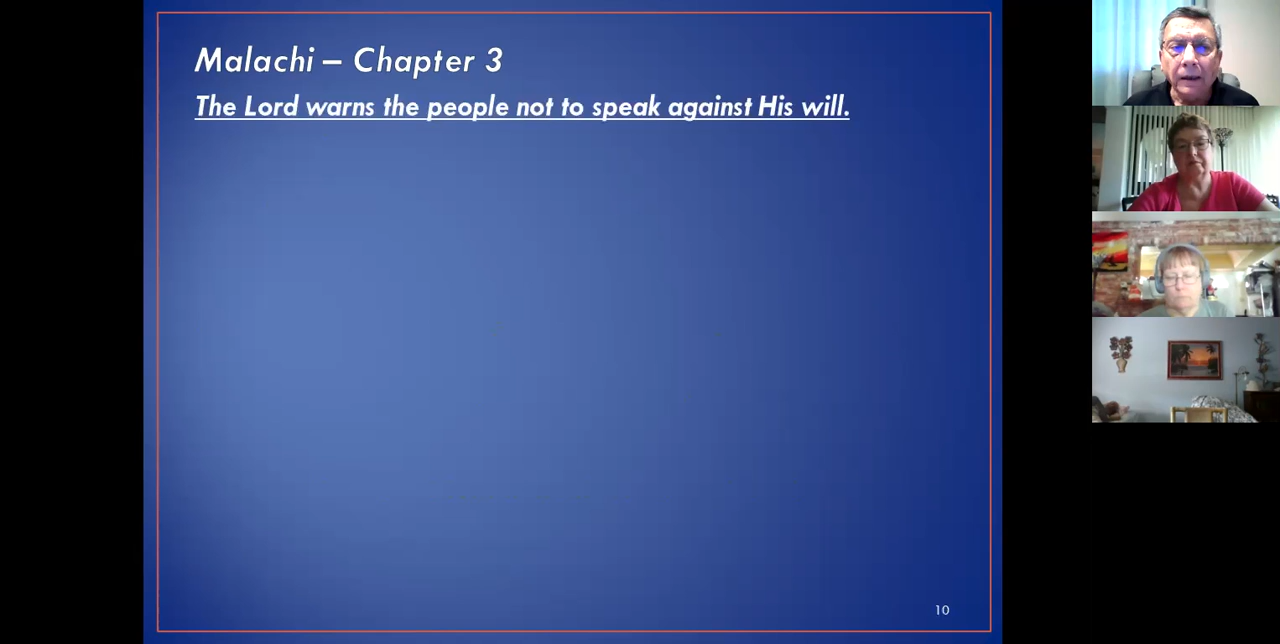 Malachi – Chapter 3
The Lord warns the people not to speak against His will.
10